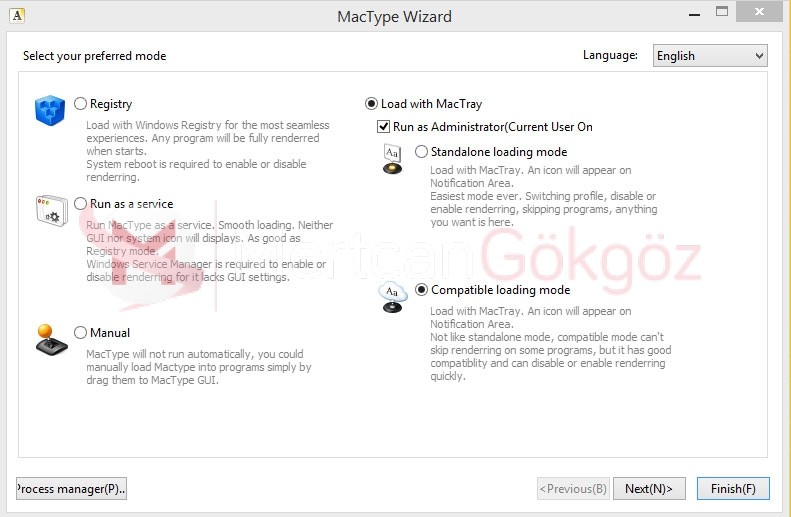 MacType Wizard
Select your preferred mode
Language:
English
Registry
Load with Windows Registry for the most seamless
experiences. Any program will be fully rendered
when starts.
System reboot is required to enable or disable
rendering.
Run as a service
Run MacType as a service. Smooth loading. Neither
GUI nor system icon will displays. As good as
Registry mode.
Windows Service Manager is required to enable or
disable rendering for it lacks GUI settings.
Manual
MacType will not run automatically, you could
manually load Mactype into programs simply by
drag them to MacType GUI.
Load with MacTray
Run as Administrator(Current User On
Aa
Standalone loading mode
Load with MacTray. An icon will appear on
Notification Area.
Easiest mode ever. Switching profile, disable or
enable rendering, skipping programs, anything
you want is here.
MertcanGökgöz
Aa
Compatible loading mode
Load with MacTray. An icon will appear on
Notification Area.
Not like standalone mode, compatible mode can't
skip rendering on some programs, but it has good
compatiblity and can disable or enable rendering
quickly.
Process manager(P)..
<Previous(B)
Next(N)>
Finish(F)